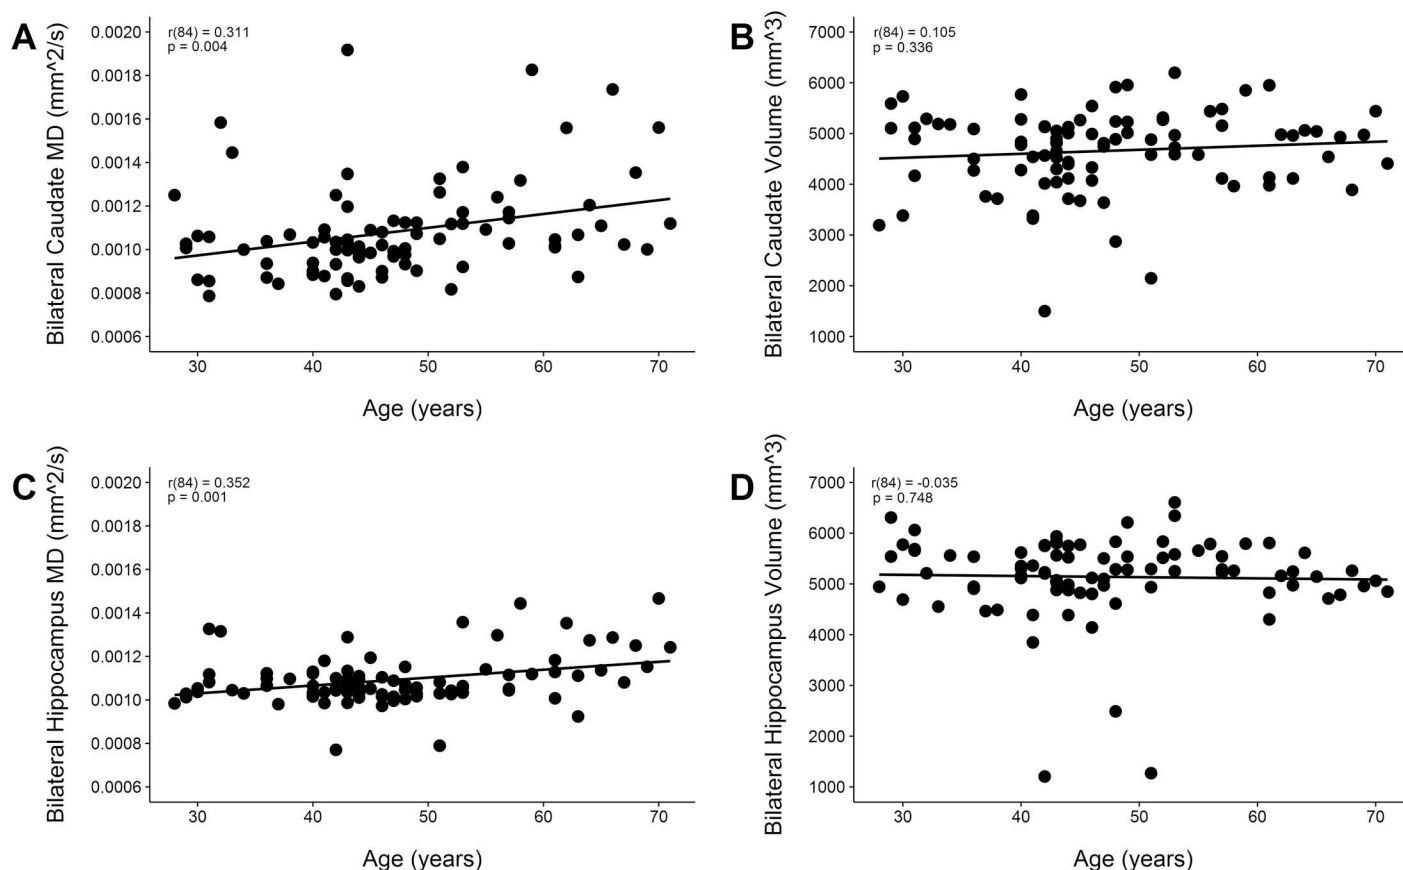 A
Bilateral Caudate MD (mm^2/s)
r(84) = 0.311
p = 0.004
0.0020
0.0018
0.0016
0.0014
0.0012
0.0010
0.0008
0.0006
30 40 50 60 70
Age (years)
B
Bilateral Caudate Volume (mm^3)
r(84) = 0.105
p = 0.336
7000
6000
5000
4000
3000
2000
1000
30 40 50 60 70
Age (years)
C
Bilateral Hippocampus MD (mm^2/s)
r(84) = 0.352
p = 0.001
0.0020
0.0018
0.0016
0.0014
0.0012
0.0010
0.0008
0.0006
30 40 50 60 70
Age (years)
D
Bilateral Hippocampus Volume (mm^3)
r(84) = -0.035
p = 0.748
7000
6000
5000
4000
3000
2000
1000
30 40 50 60 70
Age (years)